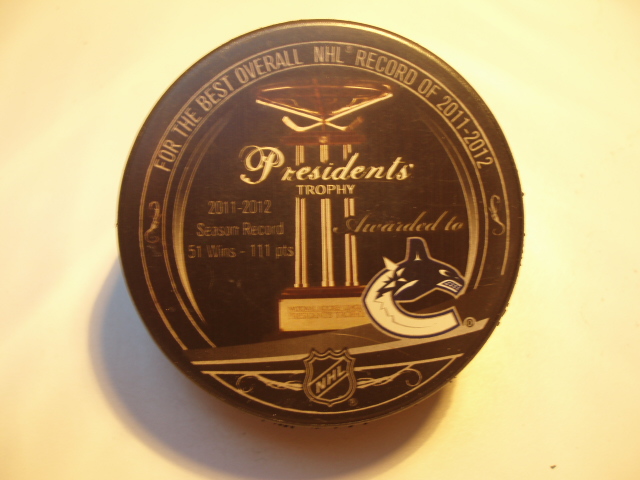 FOR THE BEST OVERALL NHL® RECORD OF 2011-2012
Presidents'
TROPHY
2011-2012
Season Record
51 Wins - 111 pts
Awarded to
®
NHL
®